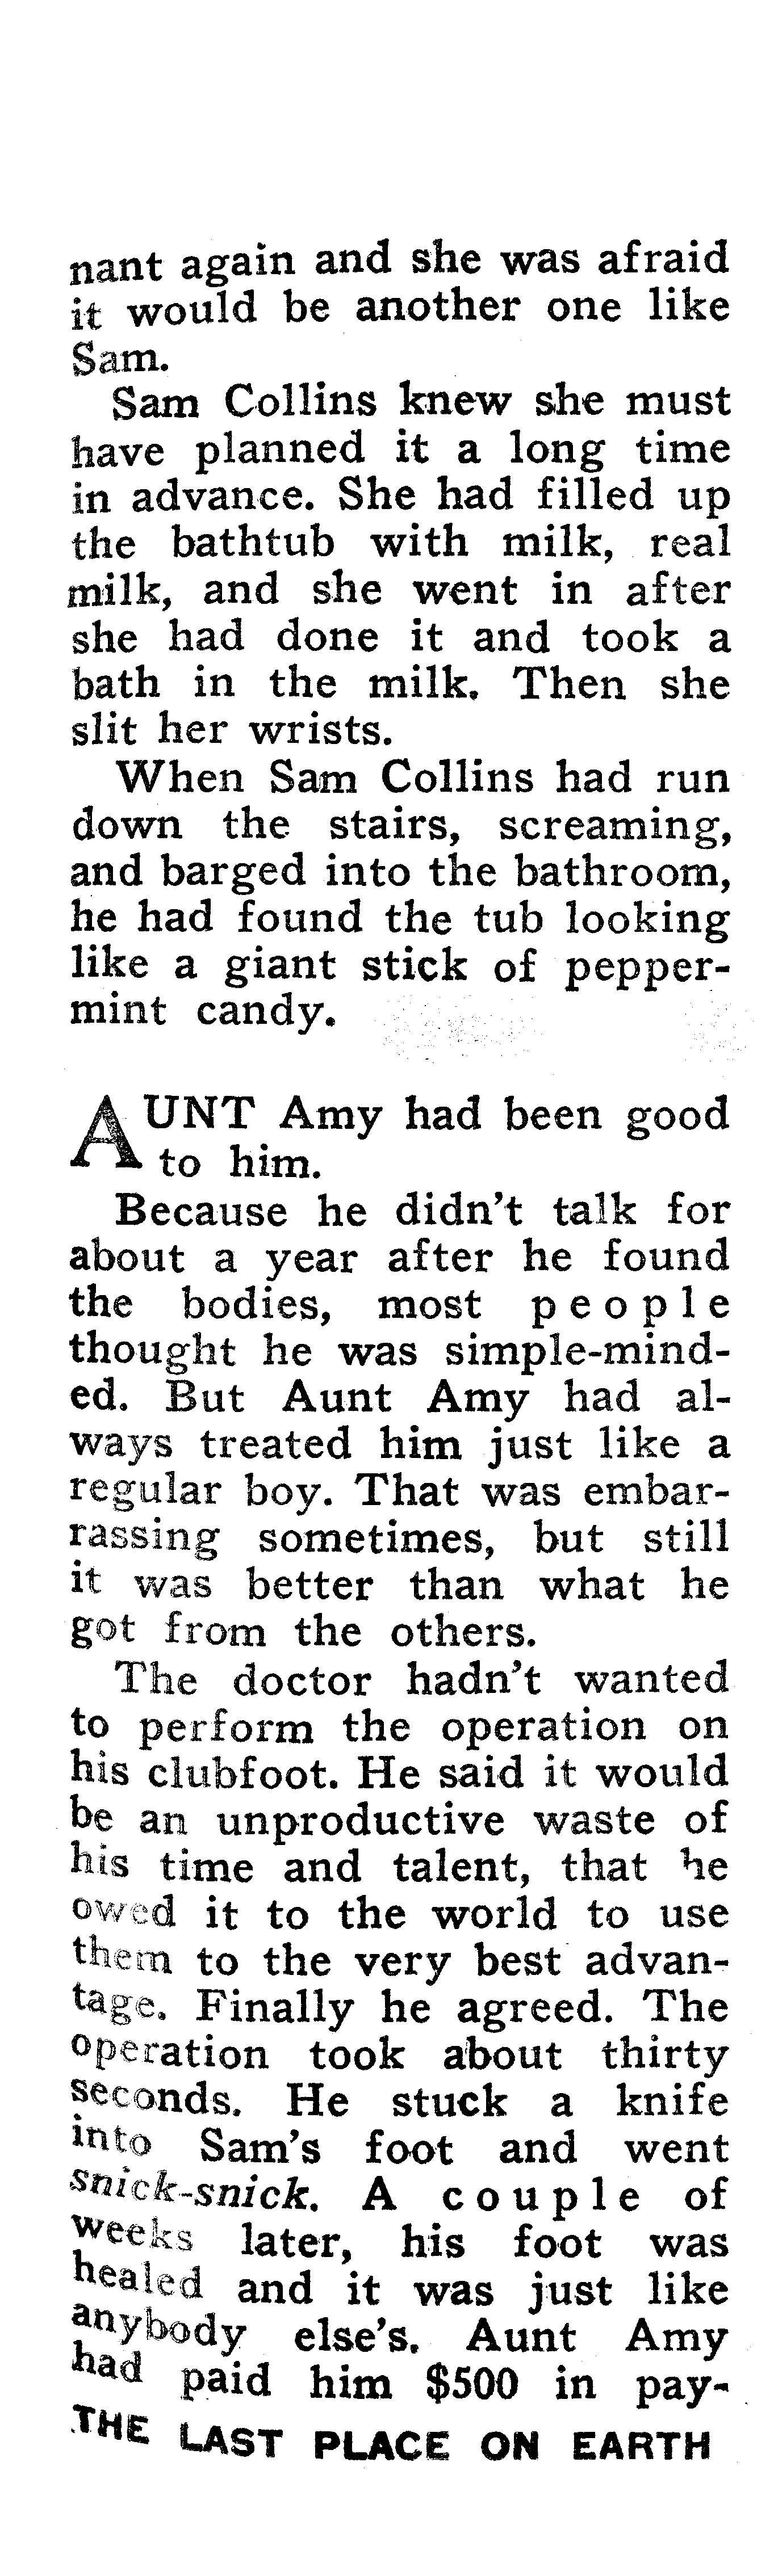 nant again and she was afraid
it would be another one like
Sam.
Sam Collins knew she must
have planned it a long time
in advance. She had filled up
the bathtub with milk, real
milk, and she went in after
she had done it and took a
bath in the milk. Then she
slit her wrists.
When Sam Collins had run
down the stairs, screaming,
and barged into the bathroom,
he had found the tub looking
like a giant stick of pepper-
mint candy.
AUNT Amy had been good
to him.
Because he didn't talk for
about a year after he found
the bodies, most people
thought he was simple-mind-
ed. But Aunt Amy had al-
ways treated him just like a
regular boy. That was embar-
rassing sometimes, but still
it was better than what he
got from the others.
The doctor hadn't wanted
to perform the operation on
his clubfoot. He said it would
be an unproductive waste of
his time and talent, that he
owed it to the world to use
them to the very best advan-
tage. Finally he agreed. The
operation took about thirty
seconds. He stuck a knife
into Sam's foot and went
snick-snick. A couple of
weeks later, his foot was
healed and it was just like
anybody else's. Aunt Amy
had paid him $500 in pay-
THE LAST PLACE ON EARTH